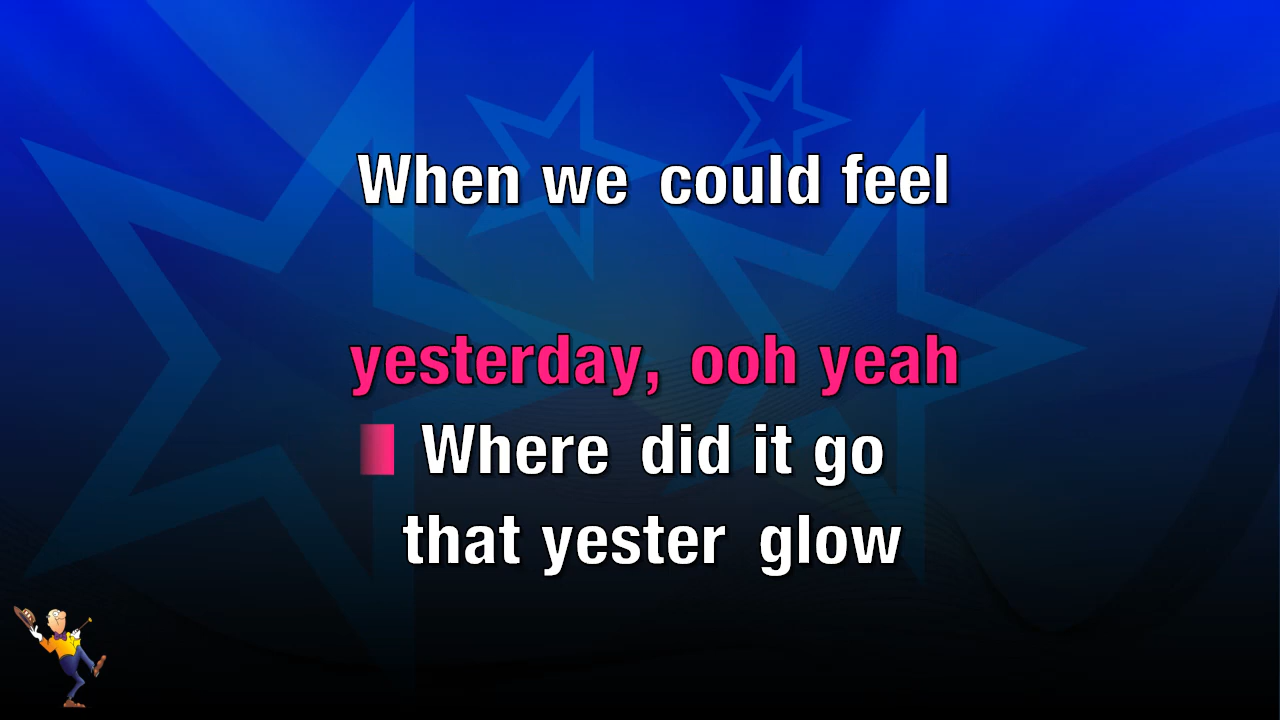 When we could feel
yesterday, ooh yeah
Where did it go
that yester glow